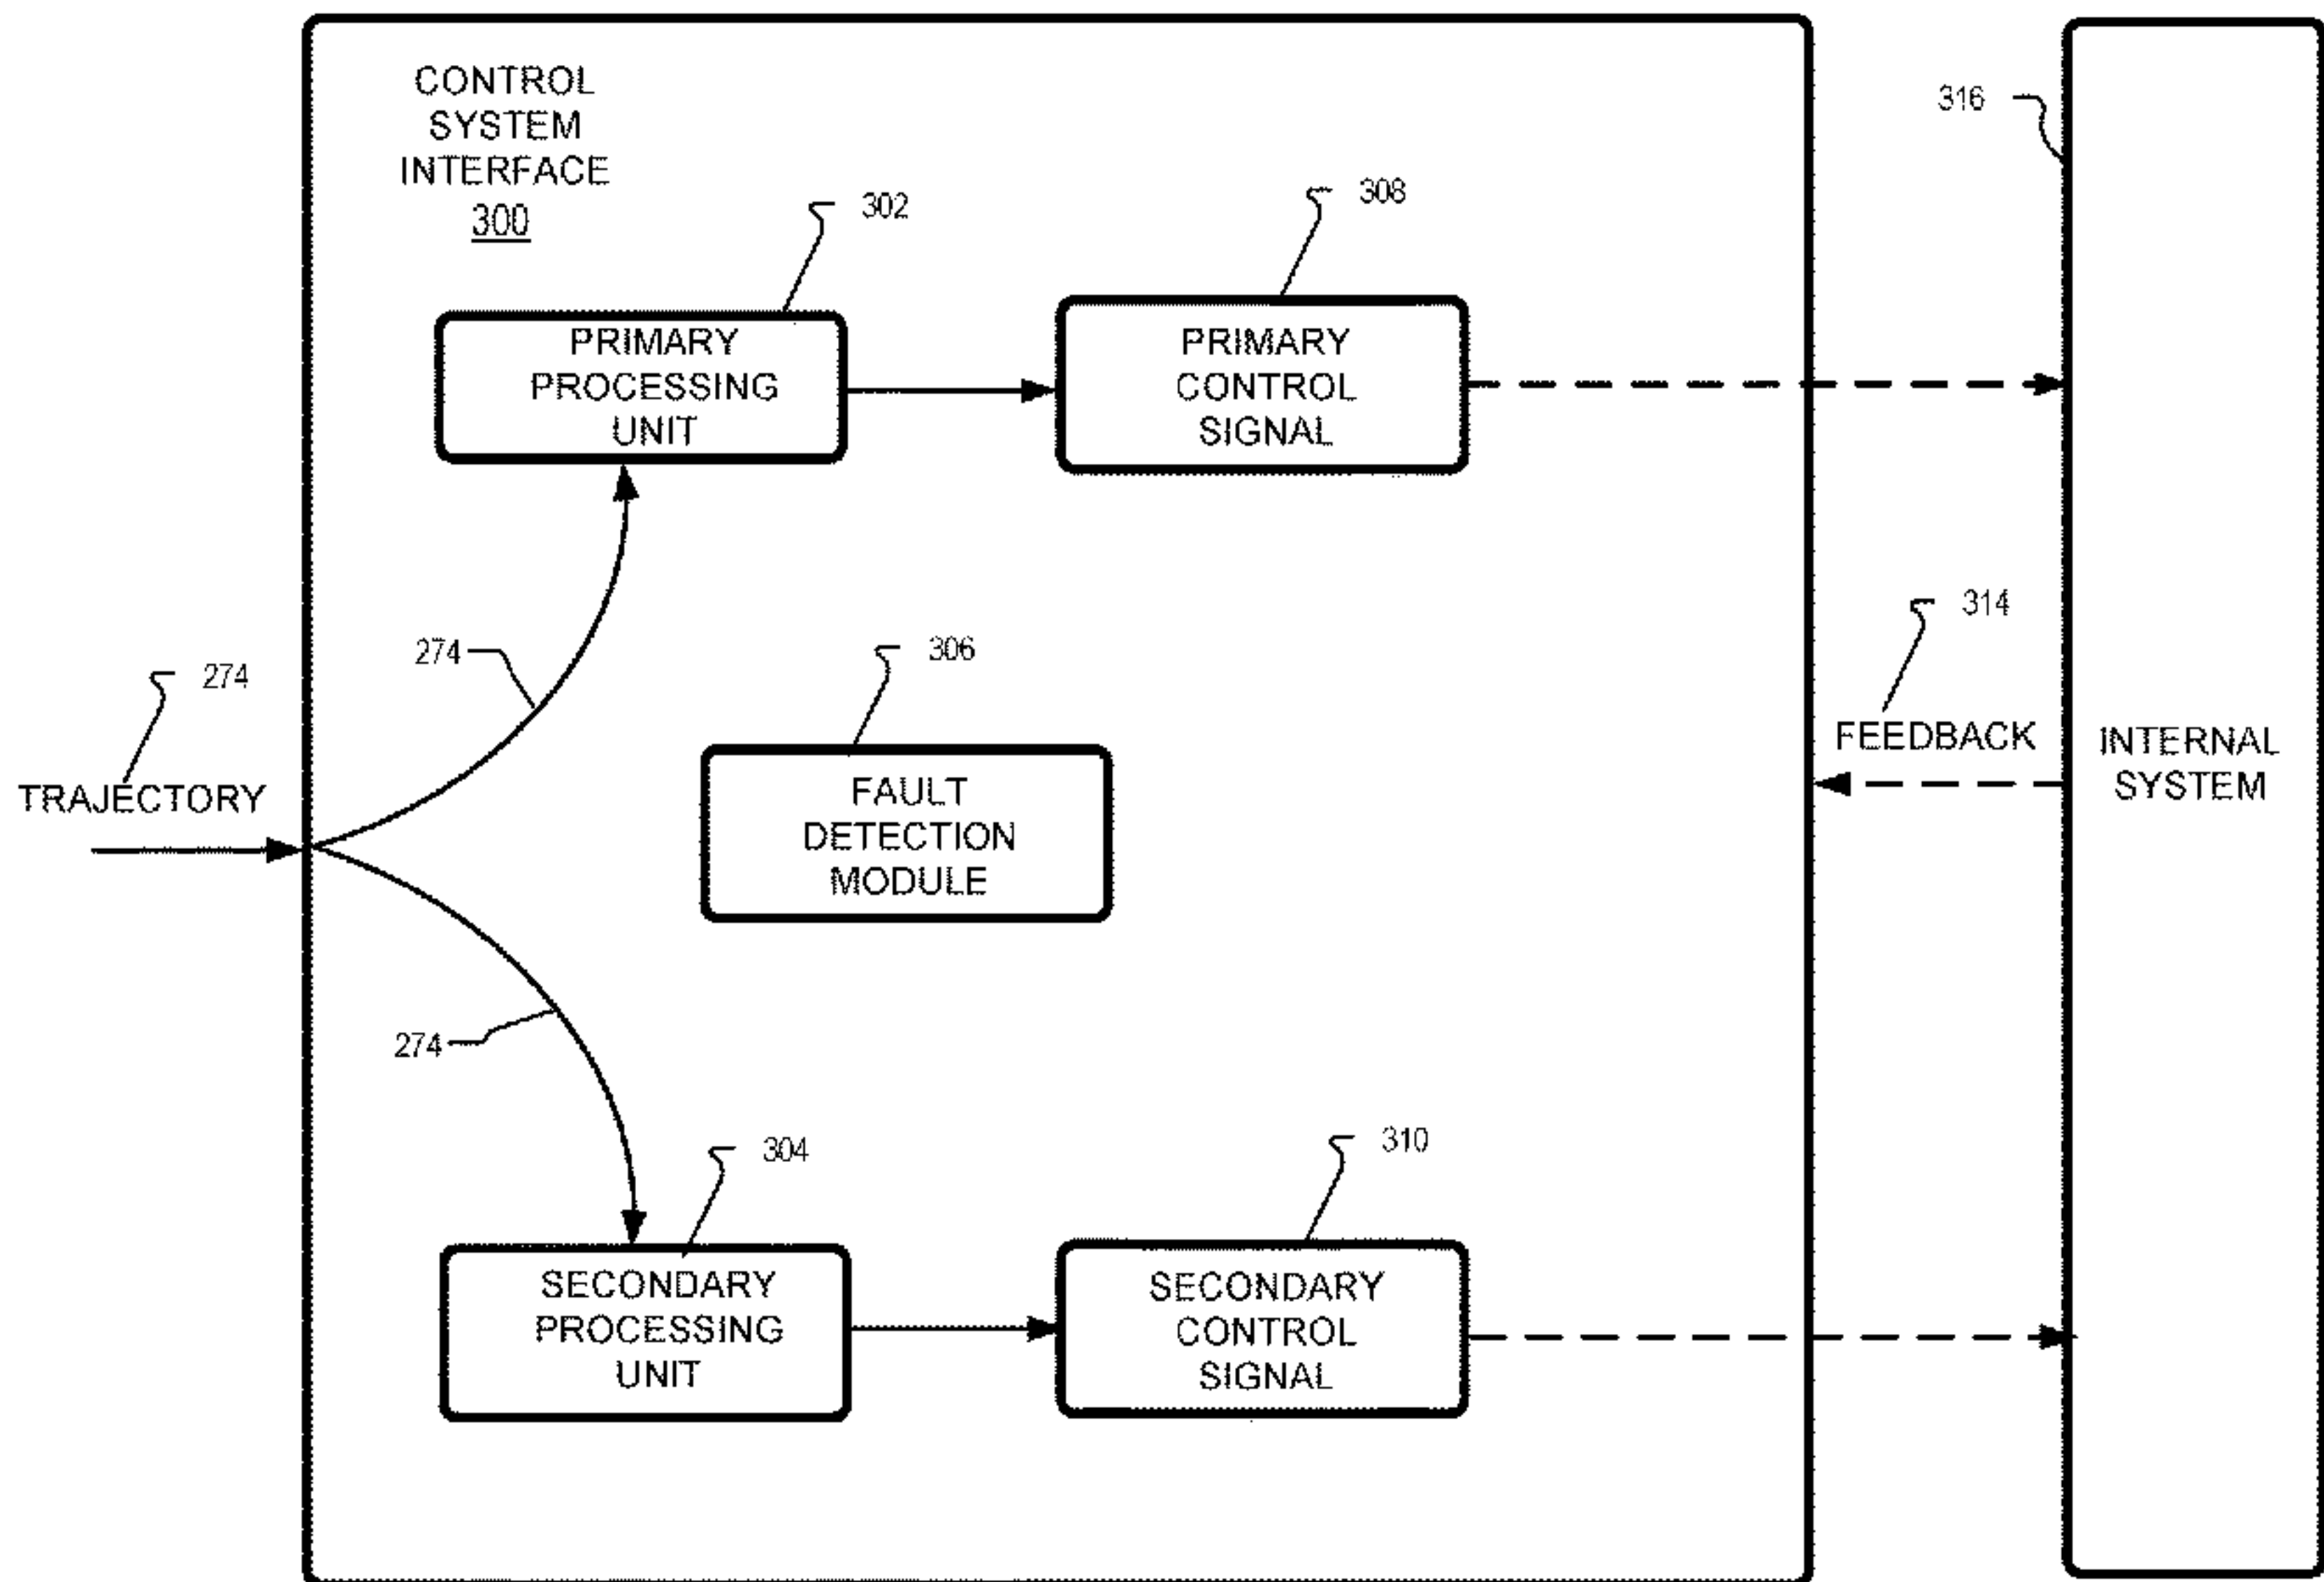 CONTROL
SYSTEM
INTERFACE
300
302
308
316
PRIMARY
PROCESSING
UNIT
PRIMARY
CONTROL
SIGNAL
274
TRAJECTORY
274
306
FAULT
DETECTION
MODULE
314
FEEDBACK
INTERNAL
SYSTEM
274
304
310
SECONDARY
PROCESSING
UNIT
SECONDARY
CONTROL
SIGNAL